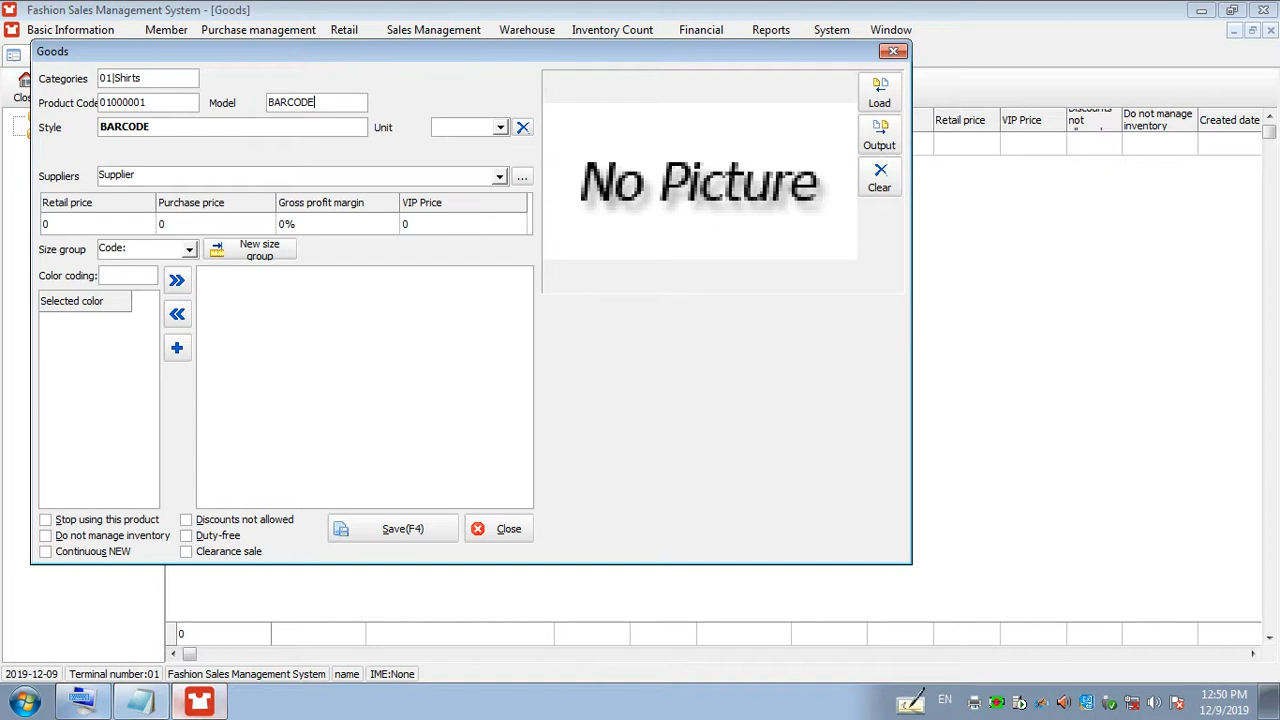 Fashion Sales Management System - [Goods]
Basic Information Member Purchase management Retail Sales Management Warehouse Inventory Count Financial Reports System Window
Goods
Categories 01|Shirts
Product Code 01000001 Model BARCODE
Style BARCODE Unit
Suppliers Supplier ...
Retail price Purchase price Gross profit margin VIP Price
0 0 0% 0
Size group Code: New size group
Color coding:
Selected color
Stop using this product Discounts not allowed
Do not manage inventory Duty-free
Continuous NEW Clearance sale
Save(F4) Close
No Picture
Load
Output
Clear
Retail price VIP Price Discounts not Do not manage inventory Created date
0
2019-12-09 Terminal number:01 Fashion Sales Management System name IME:None
EN 12:50 PM
12/9/2019